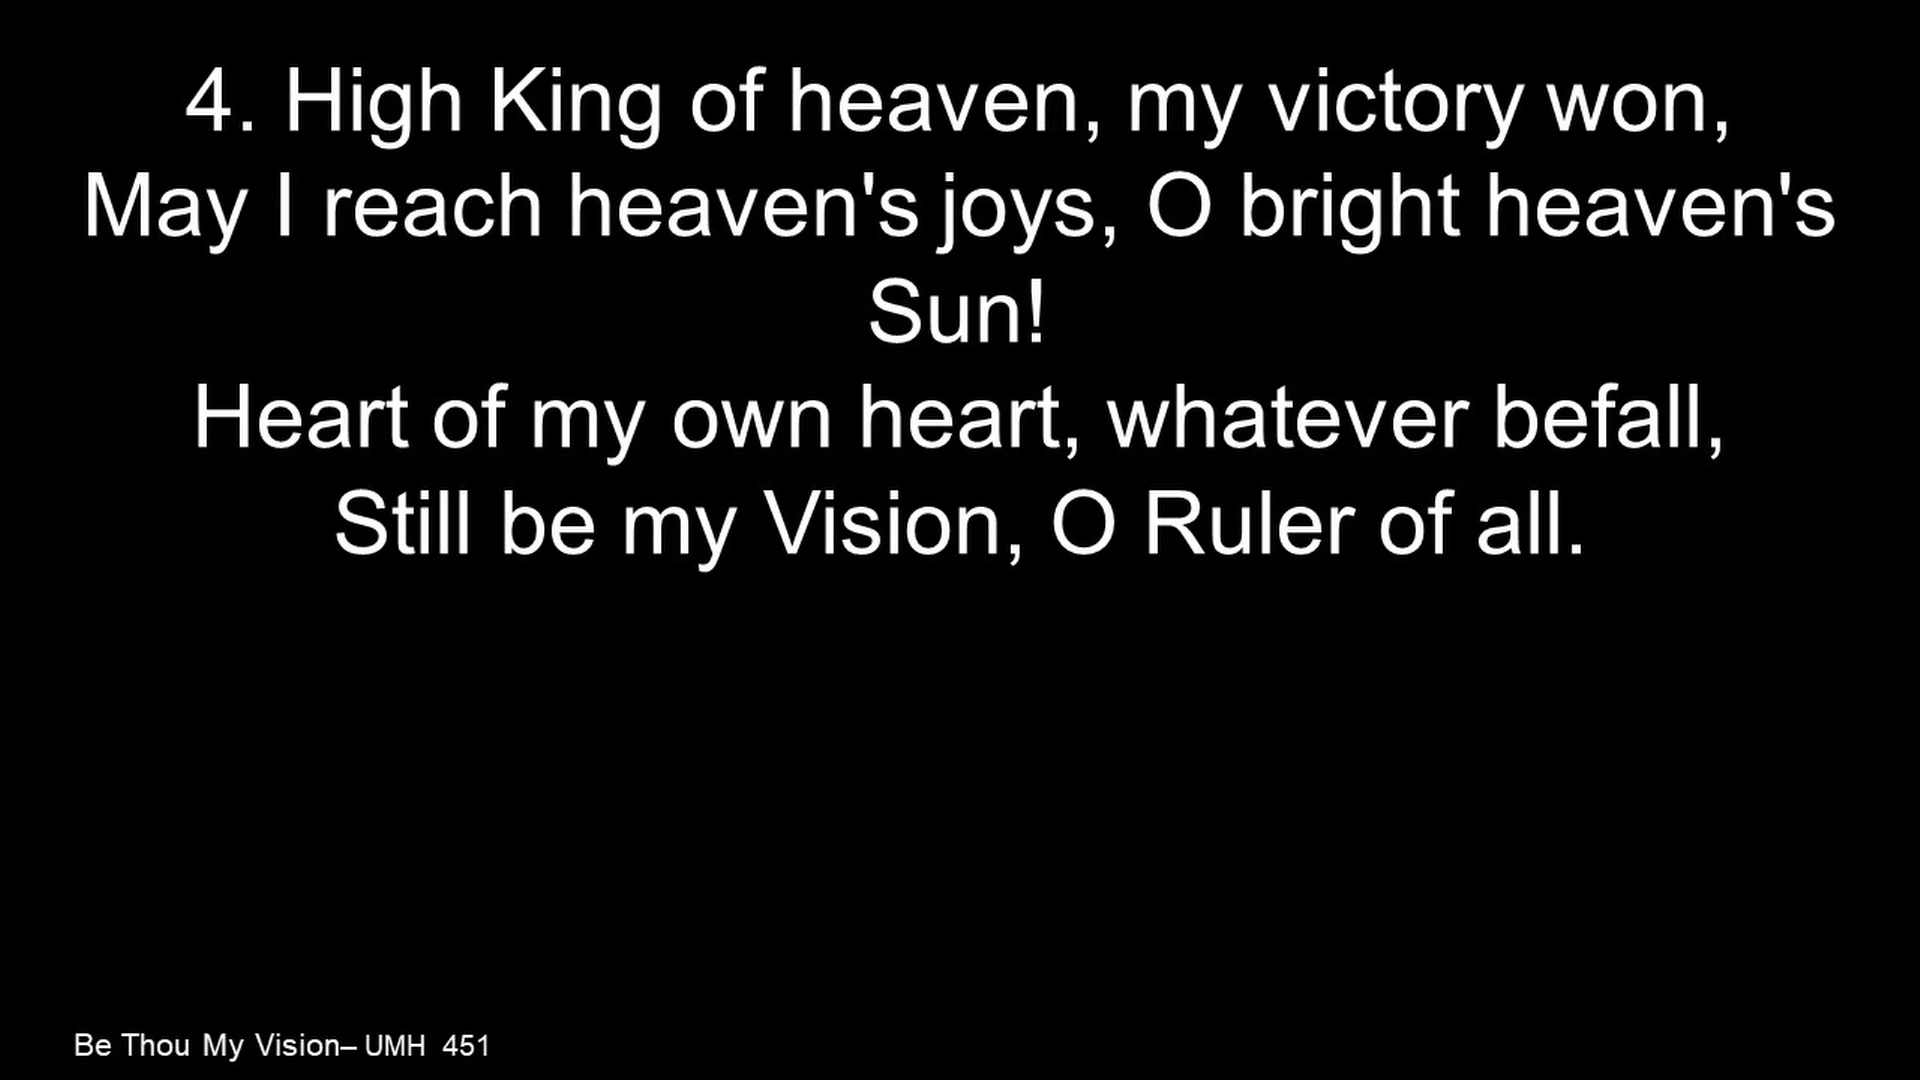 4. High King of heaven, my victory won,
May I reach heaven's joys, O bright heaven's
Sun!
Heart of my own heart, whatever befall,
Still be my Vision, O Ruler of all.
Be Thou My Vision– UMH 451